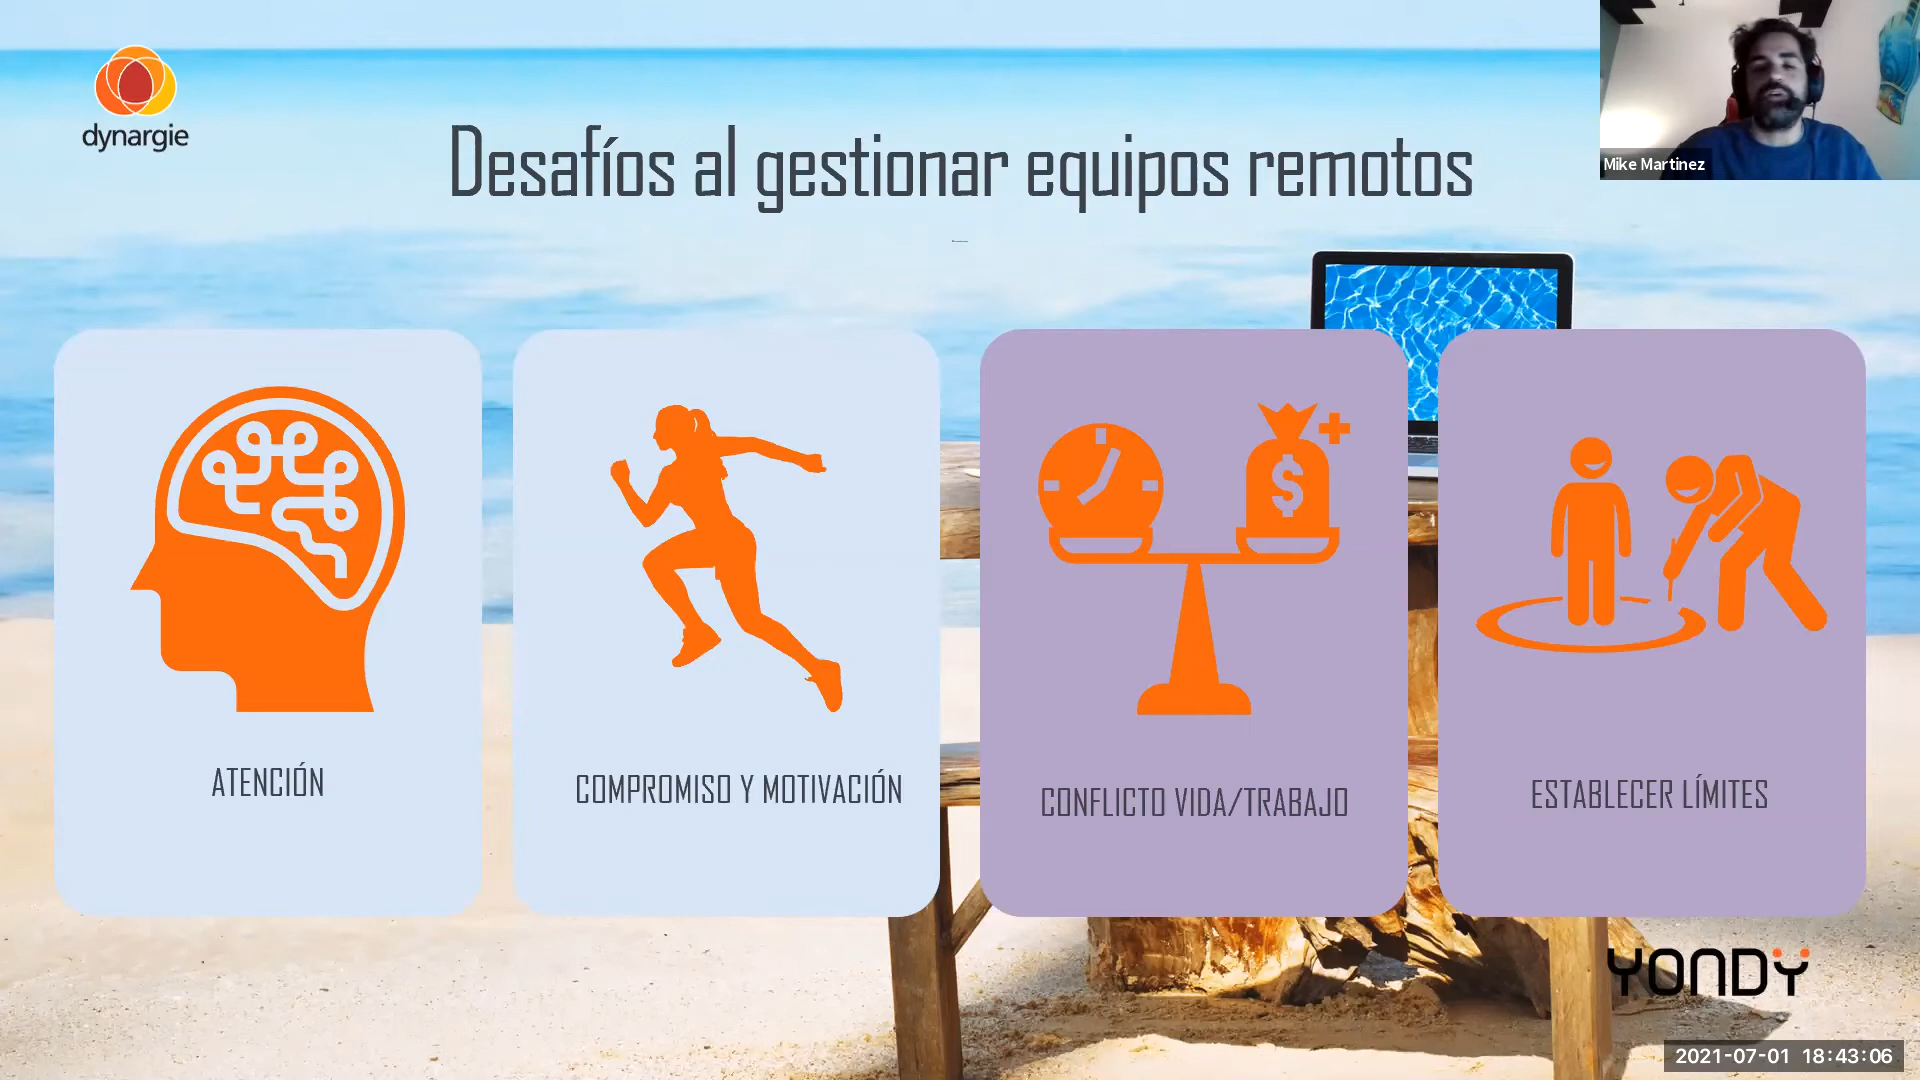 dynargie
Desafíos al gestionar equipos remotos
Mike Martinez
ATENCIÓN
COMPROMISO Y MOTIVACIÓN
$
CONFLICTO VIDA/TRABAJO
ESTABLECER LÍMITES
YONDY
2021-07-01 18:43:06